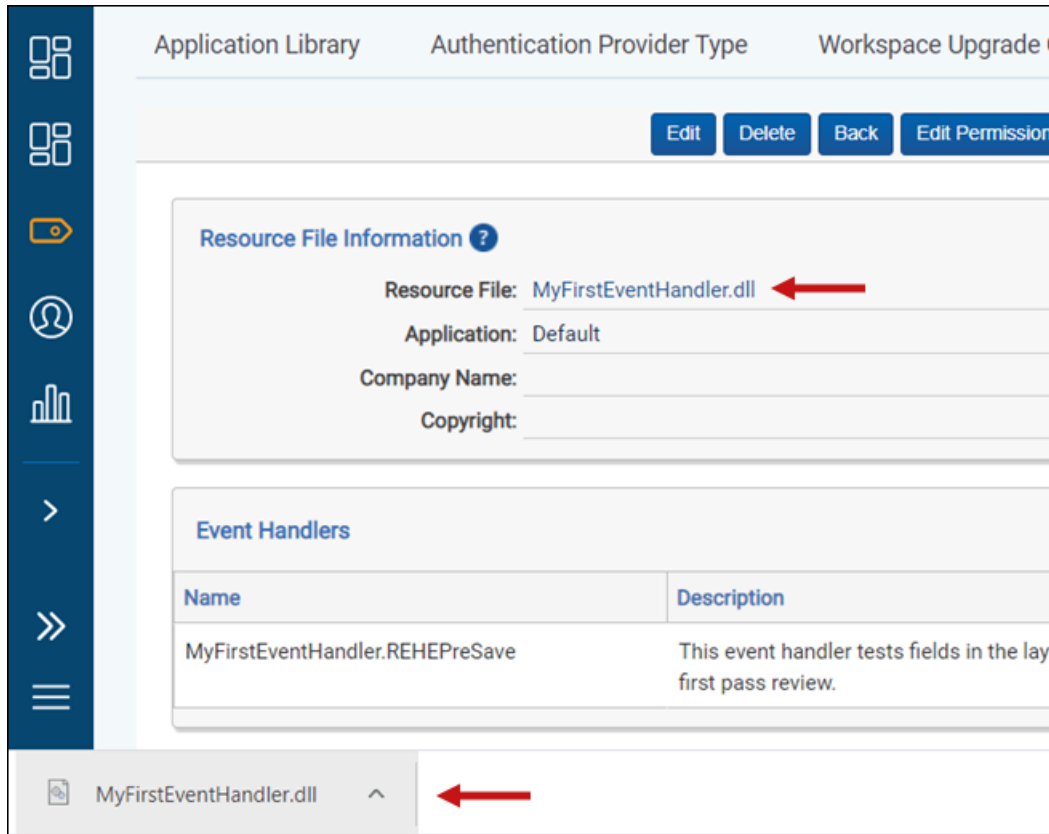 Application Library Authentication Provider Type Workspace Upgrade
Edit Delete Back Edit Permission
Resource File Information ?
Resource File: MyFirstEventHandler.dll
Application: Default
Company Name:
Copyright:
Event Handlers
Name Description
MyFirstEventHandler.REHEPreSave This event handler tests fields in the lay
first pass review.
MyFirstEventHandler.dll